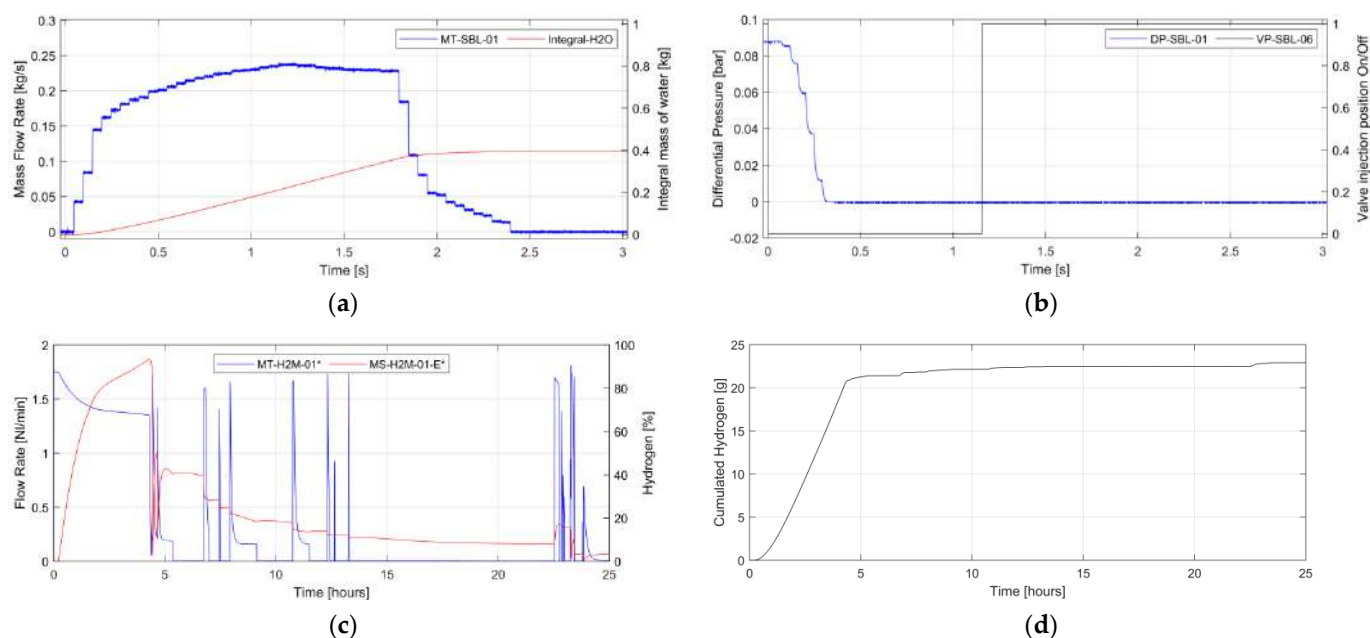 MT-SBL-01 Integral-H2O
Mass Flow Rate [kg/s]
0.3
0.25
0.2
0.15
0.1
0.05
0
Integral mass of water [kg]
1
0.8
0.6
0.4
0.2
0
0 0.5 1 1.5 2 2.5 3
Time [s]
(a)
DP-SBL-01 VP-SBL-06
Differential Pressure [bar]
0.1
0.08
0.06
0.04
0.02
0
-0.02
Valve injection position On/Off
1
0.8
0.6
0.4
0.2
0
0 0.5 1 1.5 2 2.5 3
Time [s]
(b)
MT-H2M-01* MS-H2M-01-E*
Flow Rate [Nl/min]
2
1.5
1
0.5
0
Hydrogen [%]
100
80
60
40
20
0
0 5 10 15 20 25
Time [hours]
(c)
Cumulated Hydrogen [g]
25
20
15
10
5
0
0 5 10 15 20 25
Time [hours]
(d)